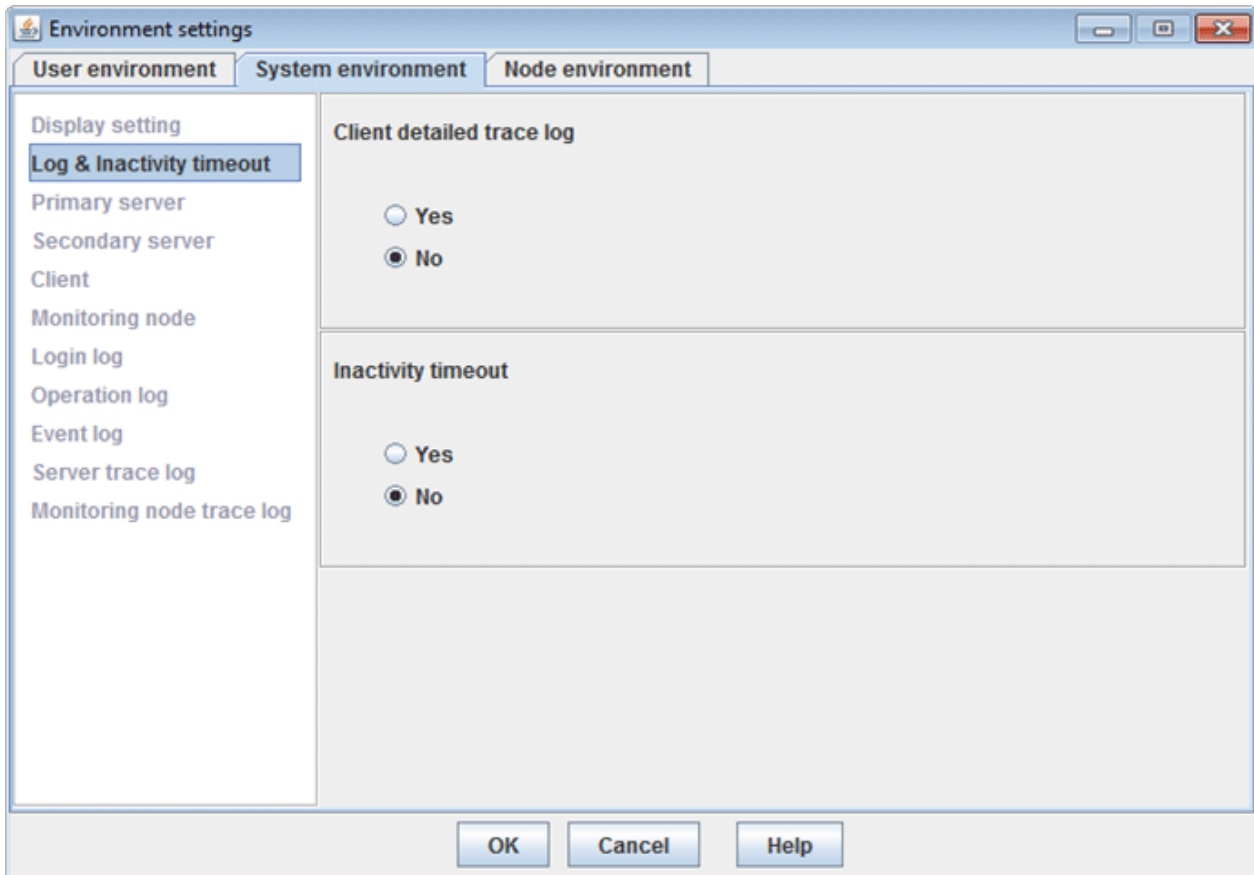 Environment settings
User environment System environment Node environment
Display setting
Log & Inactivity timeout
Primary server
Secondary server
Client
Monitoring node
Login log
Operation log
Event log
Server trace log
Monitoring node trace log
Client detailed trace log
Yes
No
Inactivity timeout
Yes
No
OK Cancel Help